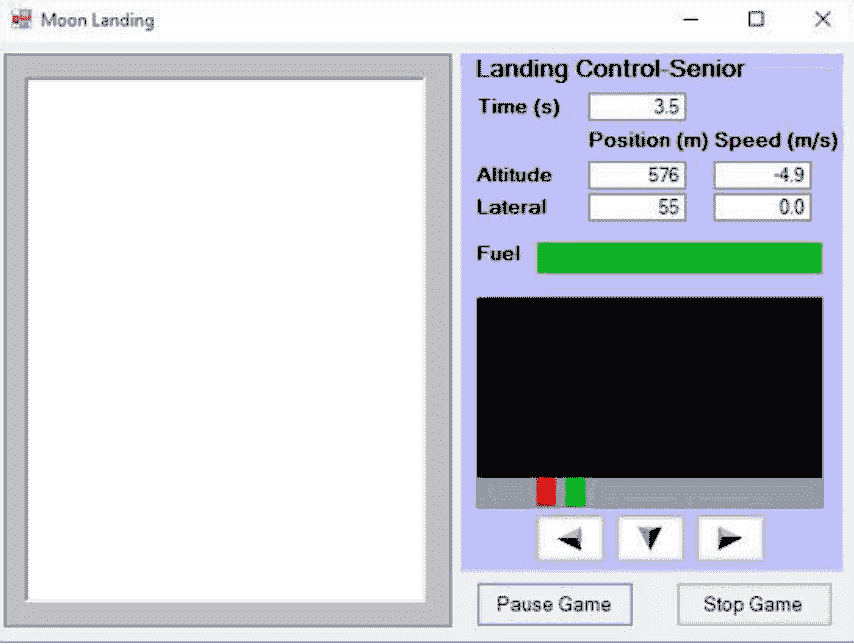 Moon Landing
Landing Control-Senior
Time (s) 3.5
Position (m) Speed (m/s)
Altitude 576 -4.9
Lateral 55 0.0
Fuel
Pause Game Stop Game